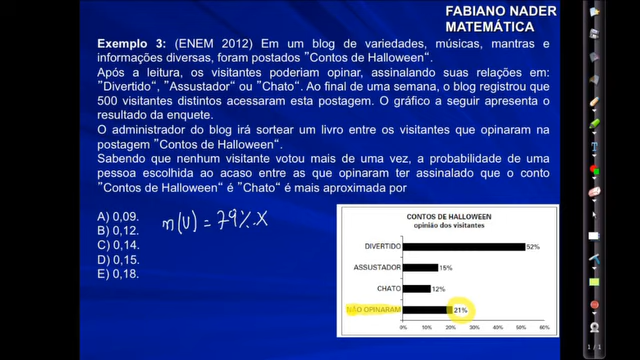 FABIANO NADER
MATEMÁTICA
Exemplo 3: (ENEM 2012) Em um blog de variedades, músicas, mantras e
informações diversas, foram postados "Contos de Halloween".
Após a leitura, os visitantes poderiam opinar, assinalando suas relações em:
"Divertido", "Assustador" ou "Chato". Ao final de uma semana, o blog registrou que
500 visitantes distintos acessaram esta postagem. O gráfico a seguir apresenta o
resultado da enquete.
O administrador do blog irá sortear um livro entre os visitantes que opinaram na
postagem "Contos de Halloween".
Sabendo que nenhum visitante votou mais de uma vez, a probabilidade de uma
pessoa escolhida ao acaso entre as que opinaram ter assinalado que o conto
"Contos de Halloween" é "Chato" é mais aproximada por
A) 0,09.
B) 0,12.
C) 0,14.
D) 0,15.
E) 0,18.
n(U) = 79%.X
CONTOS DE HALLOWEEN
opinião dos visitantes
DIVERTIDO 52%
ASSUSTADOR 15%
CHATO 12%
NÃO OPINARAM 21%
0% 10% 20% 30% 40% 50% 60%
1 / 1